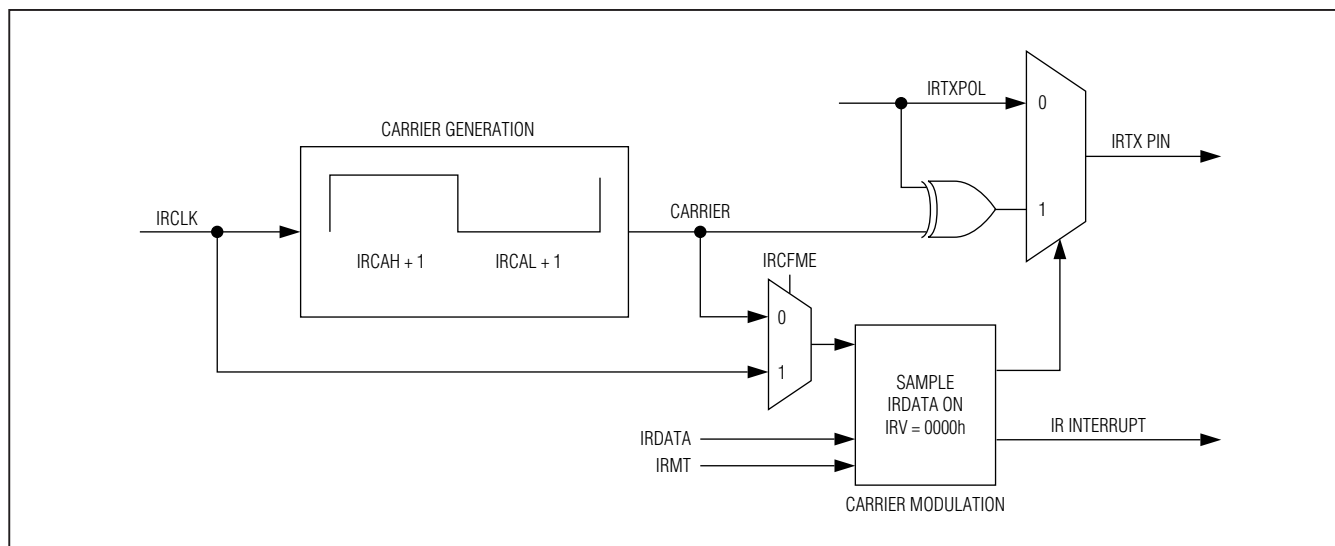 IRTXPOL
0
CARRIER GENERATION
IRTX PIN
IRCLK
CARRIER
1
IRCAH + 1
IRCAL + 1
IRCFME
0
1
SAMPLE
IRDATA ON
IRV = 0000h
IRDATA
IR INTERRUPT
IRMT
CARRIER MODULATION